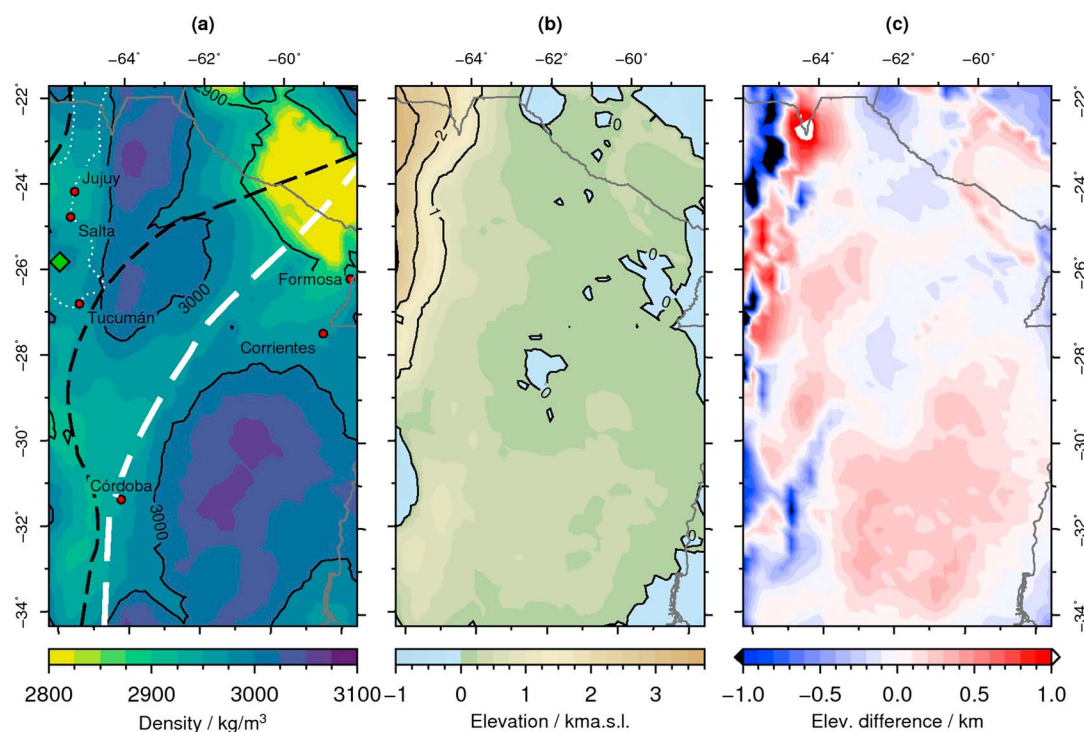 (a) (b) (c)
−64˚ −60˚ −64˚ −60˚ −64˚ −60˚
−22˚ 2900 2 0 −22˚
−24˚ Jujuy −24˚
Salta 1 0
−26˚ Formosa 0 −26˚
3000
Tucumán
Corrientes
−28˚ −28˚
0
−30˚ −30˚
Córdoba
3000
−32˚ 0 −32˚
−34˚ −34˚
2800 2900 3000 3100 −1 0 1 2 3 −1.0 −0.5 0.0 0.5 1.0
Density / kg/m³ Elevation / kma.s.l. Elev. difference / km